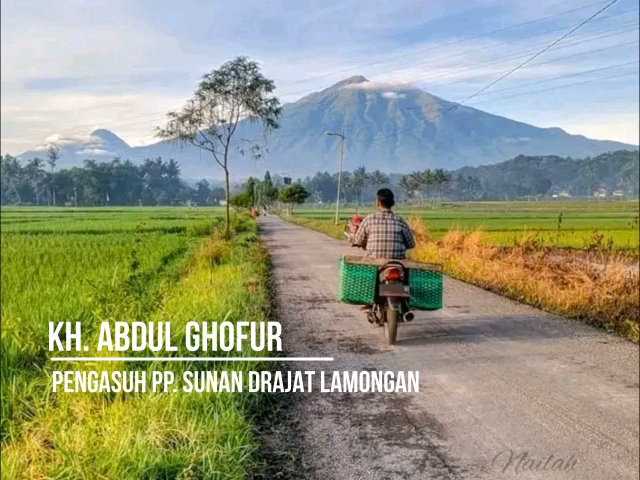 KH. ABDUL GHOFUR
PENGASUH PP. SUNAN DRAJAT LAMONGAN
Nailah